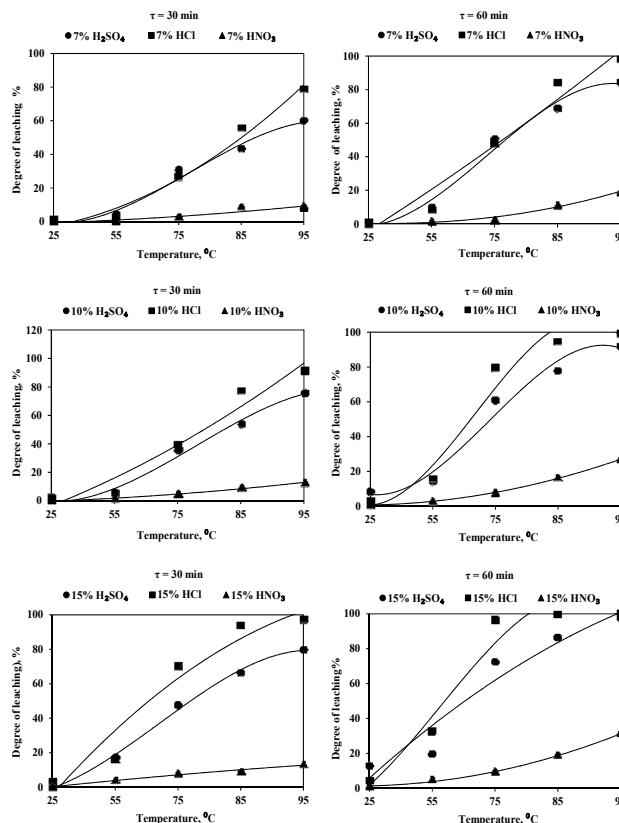 τ = 30 min
● 7% H₂SO₄ ■ 7% HCl ▲ 7% HNO₃
Degree of leaching %
100
80
60
40
20
0
25 55 75 85 95
Temperature, ⁰C
τ = 60 min
● 7% H₂SO₄ ■ 7% HCl ▲ 7% HNO₃
Degree of leaching, %
100
80
60
40
20
0
25 55 75 85 95
Temperature, ⁰C
τ = 30 min
● 10% H₂SO₄ ■ 10% HCl ▲ 10% HNO₃
Degree of leaching, %
120
100
80
60
40
20
0
25 55 75 85 95
Temperature, ⁰C
τ = 60 min
● 10% H₂SO₄ ■ 10% HCl ▲ 10% HNO₃
Degree of leaching, %
100
80
60
40
20
0
25 55 75 85
Temperature, ⁰C
τ = 30 min
● 15% H₂SO₄ ■ 15% HCl ▲ 15% HNO₃
Degree of leaching), %
100
80
60
40
20
0
25 55 75 85 95
Temperature, ⁰C
τ = 60 min
● 15% H₂SO₄ ■ 15% HCl ▲ 15% HNO₃
Degree of leaching%
100
80
60
40
20
0
25 55 75 85
Temperature, ⁰C